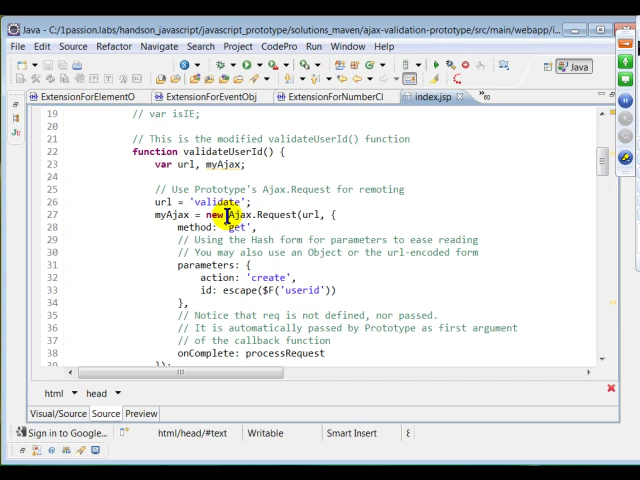 Java - C:/1passion.labs/handson_javascript/javascript_prototype/solutions_maven/ajax-validation-prototype/src/main/webapp/i...
File Edit Source Refactor Navigate Search Project CodePro Run Window Help
Java
ExtensionForElementO ExtensionForEventObj ExtensionForNumberCl index.jsp 60
19 // var isIE;
20
21 // This is the modified validateUserId() function
22 function validateUserId() {
23 var url, myAjax;
24
25 // Use Prototype's Ajax.Request for remoting
26 url = 'validate';
27 myAjax = new Ajax.Request(url, {
28 method: 'get',
29 // Using the Hash form for parameters to ease reading
30 // You may also use an Object or the url-encoded form
31 parameters: {
32 action: 'create',
33 id: escape($F('userid'))
34 },
35 // Notice that req is not defined, nor passed.
36 // It is automatically passed by Prototype as first argument
37 // of the callback function
38 onComplete: processRequest
39 });
html head
Visual/Source Source Preview
Sign in to Google... html/head/#text Writable Smart Insert